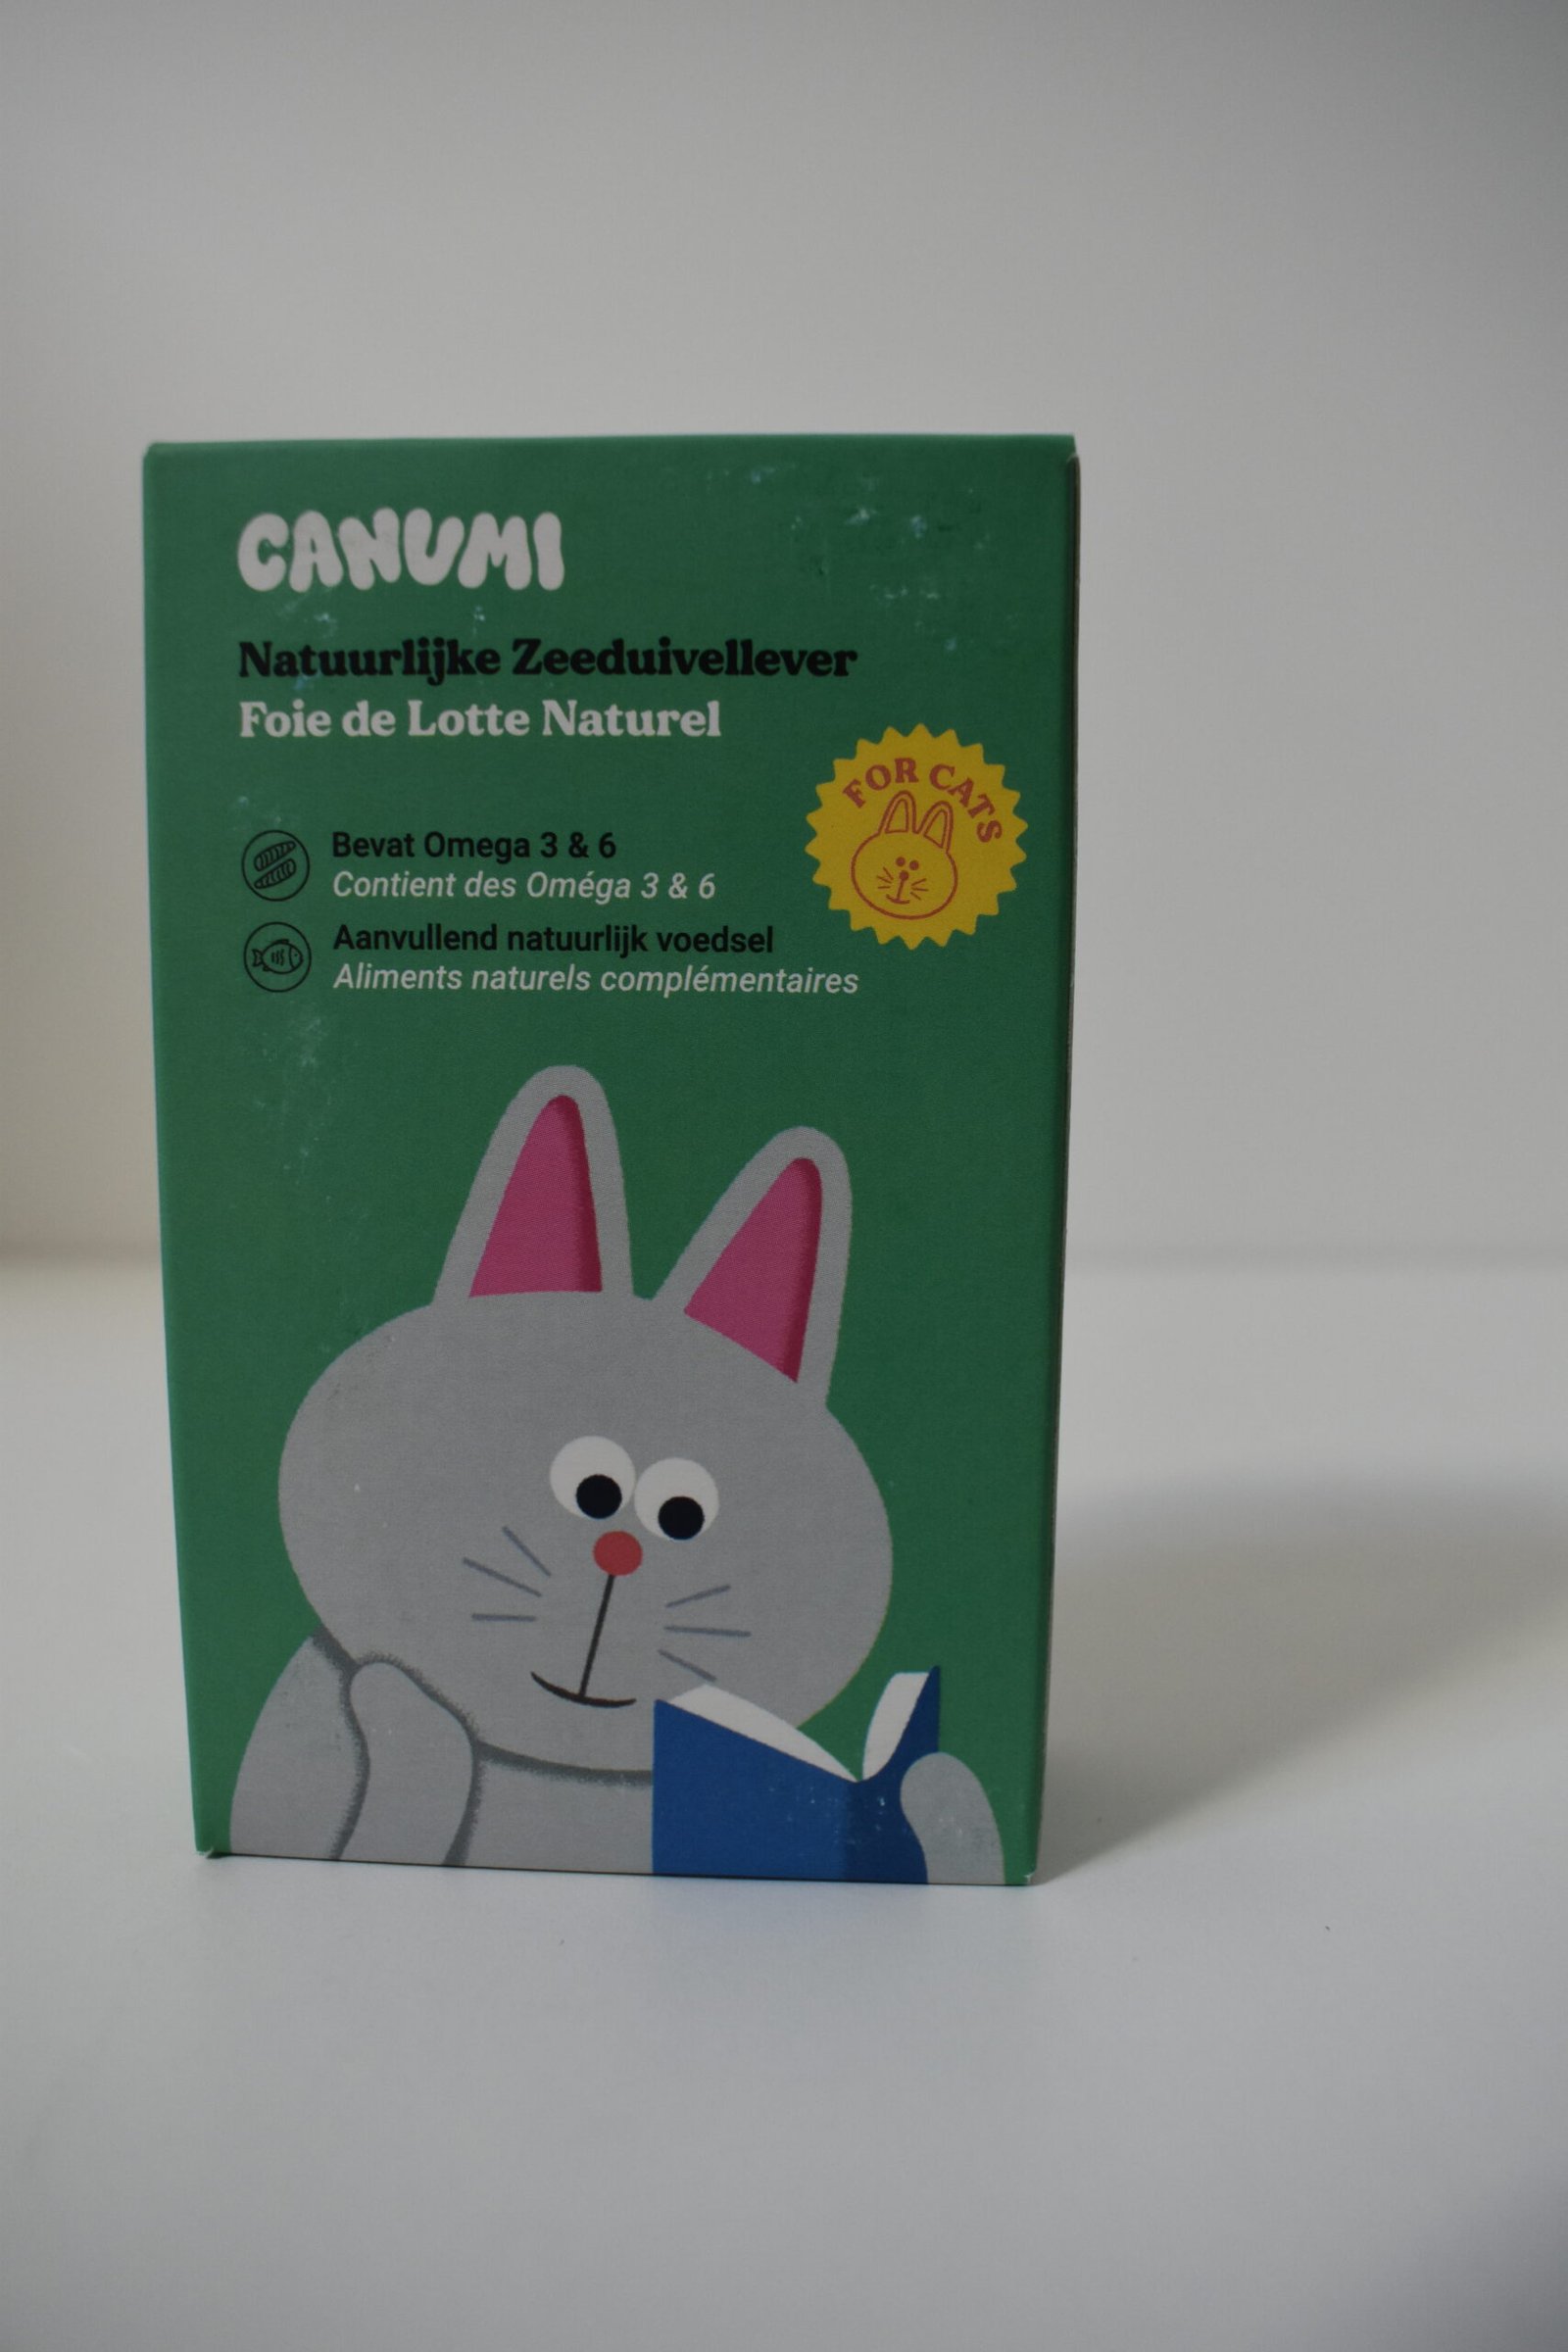 CANUMI
Natuurlijke Zeeduivellever
Foie de Lotte Naturel
FOR CATS
Bevat Omega 3 & 6
Contient des Oméga 3 & 6
Aanvullend natuurlijk voedsel
Aliments naturels complémentaires